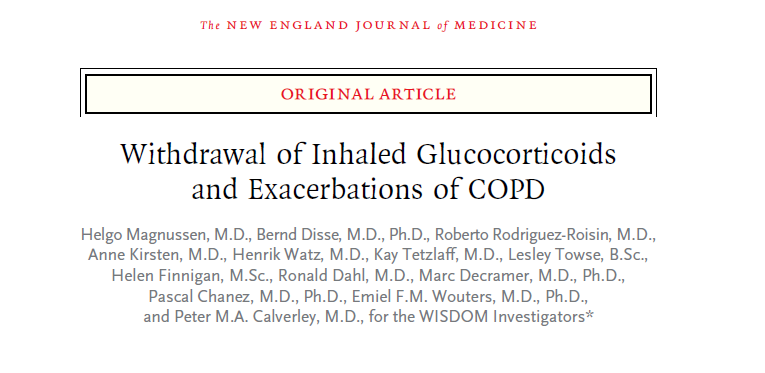 The NEW ENGLAND JOURNAL of MEDICINE
ORIGINAL ARTICLE
Withdrawal of Inhaled Glucocorticoids
and Exacerbations of COPD
Helgo Magnussen, M.D., Bernd Disse, M.D., Ph.D., Roberto Rodriguez-Roisin, M.D.,
Anne Kirsten, M.D., Henrik Watz, M.D., Kay Tetzlaff, M.D., Lesley Towse, B.Sc.,
Helen Finnigan, M.Sc., Ronald Dahl, M.D., Marc Decramer, M.D., Ph.D.,
Pascal Chanez, M.D., Ph.D., Emiel F.M. Wouters, M.D., Ph.D.,
and Peter M.A. Calverley, M.D., for the WISDOM Investigators*